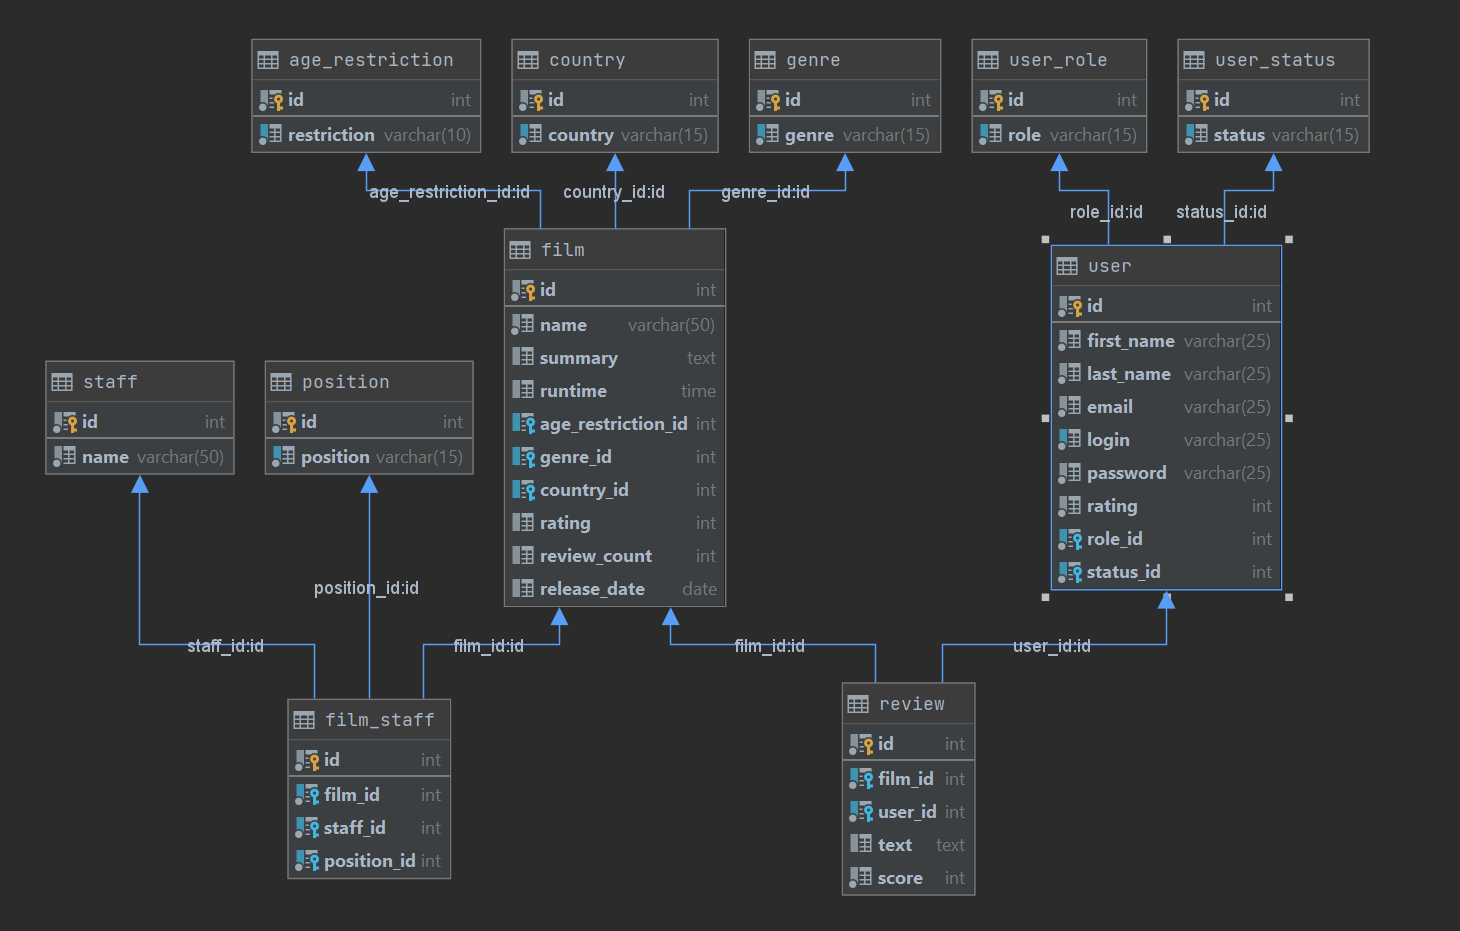 age_restriction
id int
restriction varchar(10)
country
id int
country varchar(15)
genre
id int
genre varchar(15)
user_role
id int
role varchar(15)
user_status
id int
status varchar(15)
age_restriction_id:id
country_id:id
genre_id:id
role_id:id
status_id:id
film
id int
name varchar(50)
summary text
runtime time
age_restriction_id int
genre_id int
country_id int
rating int
review_count int
release_date date
user
id int
first_name varchar(25)
last_name varchar(25)
email varchar(25)
login varchar(25)
password varchar(25)
rating int
role_id int
status_id int
staff
id int
name varchar(50)
position
id int
position varchar(15)
position_id:id
staff_id:id
film_id:id
film_id:id
user_id:id
film_staff
id int
film_id int
staff_id int
position_id int
review
id int
film_id int
user_id int
text text
score int